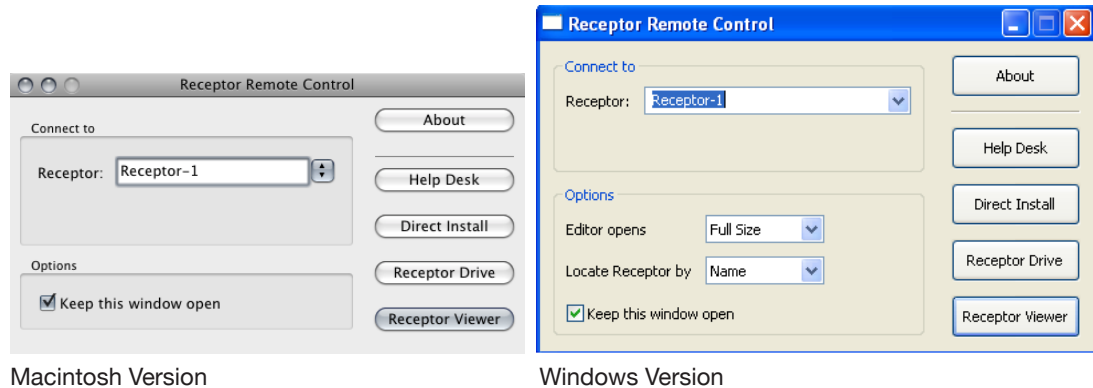 Receptor Remote Control
Connect to
Receptor: Receptor-1
Options
Keep this window open
About
Help Desk
Direct Install
Receptor Drive
Receptor Viewer
Macintosh Version
Receptor Remote Control
Connect to
Receptor: Receptor-1
Options
Editor opens Full Size
Locate Receptor by Name
Keep this window open
About
Help Desk
Direct Install
Receptor Drive
Receptor Viewer
Windows Version